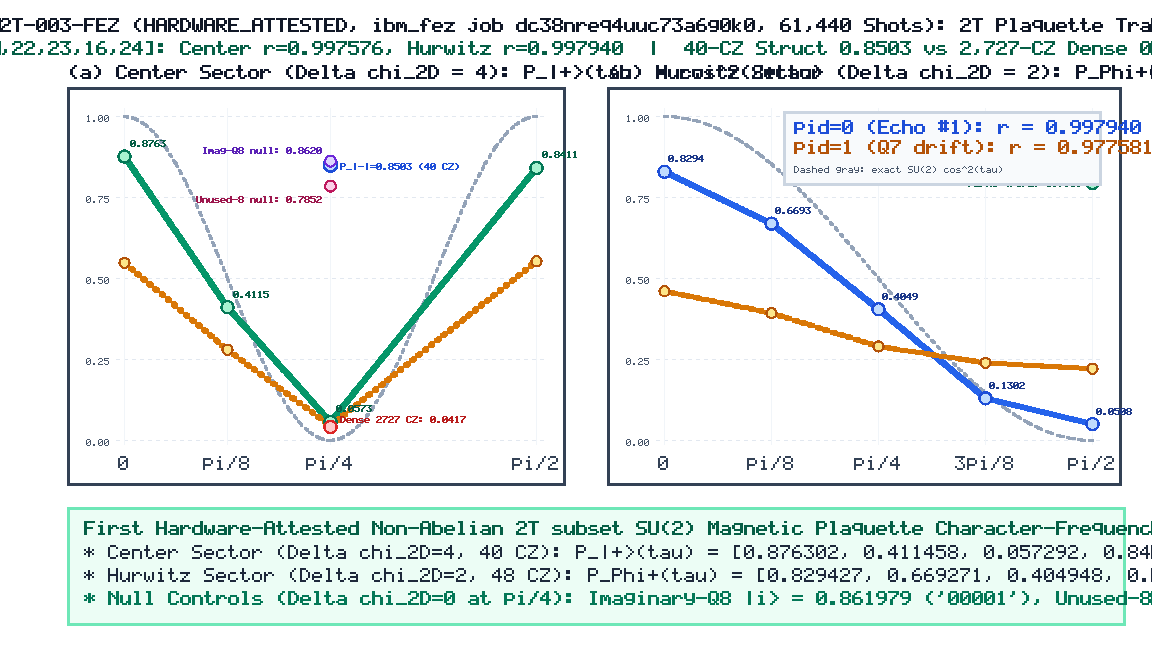 2T-003-FEZ (HARDWARE_ATTESTED, ibm_fez job dc38nreq4uuc73a6g0k0, 61,440 Shots): 2T Plaquette
,22,23,16,24]: Center r=0.997576, Hurwitz r=0.997940 | 40-CZ Struct 0.8503 vs 2,727-CZ Dense
(a) Center Sector (Delta chi_2D = 4): P_|+>(tau)
(Delta chi_2D = 2): P_Phi+(
1.00
0.75
0.50
0.25
0.00
0.8763
0.4115
0.0573
0.8411
Imag-Q8 null: 0.8620
P_|-|=0.8503 (40 CZ)
Unused-8 null: 0.7852
Dense 2727 CZ: 0.0417
0
pi/8
pi/4
pi/2
1.00
0.75
0.50
0.25
0.00
pid=0 (Echo #1): r = 0.997940
pid=1 (Q7 drift): r = 0.977581
Dashed gray: exact SU(2) cos^2(tau)
0.8294
0.6693
0.4049
0.1302
0.0508
0
pi/8
pi/4
3pi/8
pi/2
First Hardware-Attested Non-Abelian 2T subset SU(2) Magnetic Plaquette Character-Frequenc
* Center Sector (Delta chi_2D=4, 40 CZ): P_|+>(tau) = [0.876302, 0.411458, 0.057292, 0.84
* Hurwitz Sector (Delta chi_2D=2, 48 CZ): P_Phi+(tau) = [0.829427, 0.669271, 0.404948, 0.
* Null Controls (Delta chi_2D=0 at pi/4): Imaginary-Q8 |i> = 0.861979 ('00001'), Unused-8